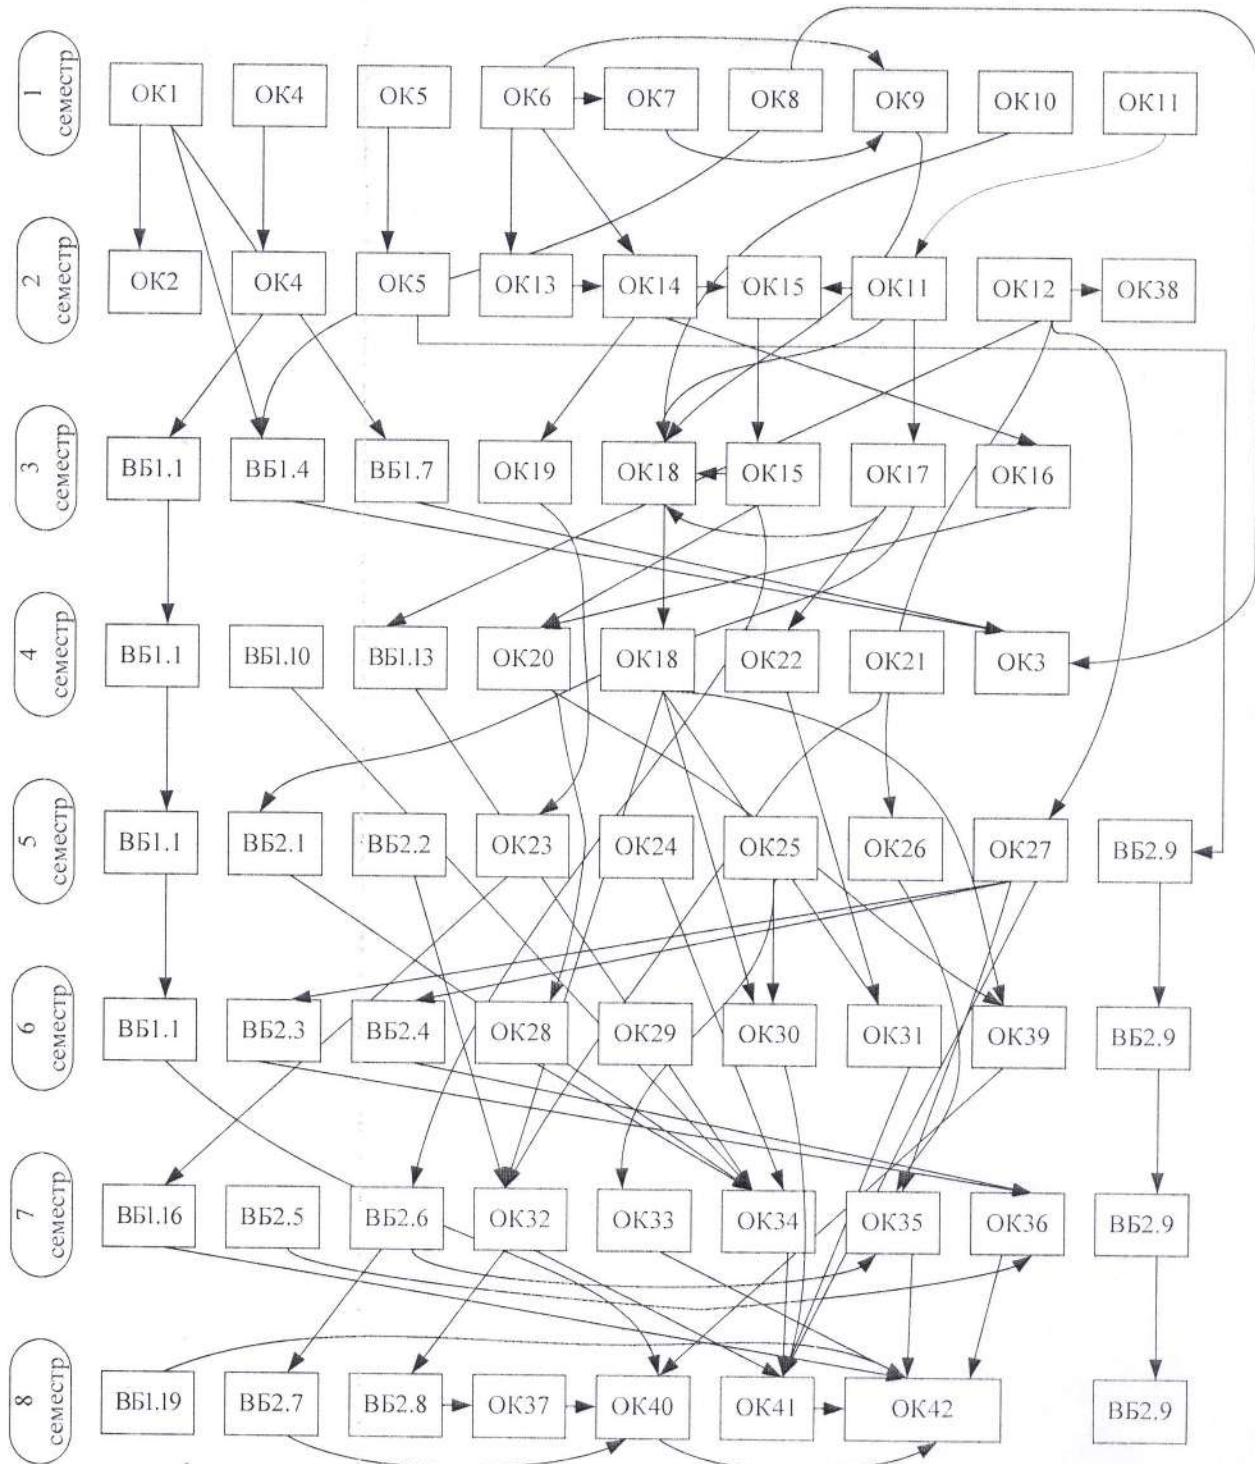 1 семестр
ОК1 ОК4 ОК5 ОК6 ОК7 ОК8 ОК9 ОК10 ОК11
2 семестр
ОК2 ОК4 ОК5 ОК13 ОК14 ОК15 ОК11 ОК12 ОК38
3 семестр
ВБ1.1 ВБ1.4 ВБ1.7 ОК19 ОК18 ОК15 ОК17 ОК16
4 семестр
ВБ1.1 ВБ1.10 ВБ1.13 ОК20 ОК18 ОК22 ОК21 ОК3
5 семестр
ВБ1.1 ВБ2.1 ВБ2.2 ОК23 ОК24 ОК25 ОК26 ОК27 ВБ2.9
6 семестр
ВБ1.1 ВБ2.3 ВБ2.4 ОК28 ОК29 ОК30 ОК31 ОК39 ВБ2.9
7 семестр
ВБ1.16 ВБ2.5 ВБ2.6 ОК32 ОК33 ОК34 ОК35 ОК36 ВБ2.9
8 семестр
ВБ1.19 ВБ2.7 ВБ2.8 ОК37 ОК40 ОК41 ОК42 ВБ2.9